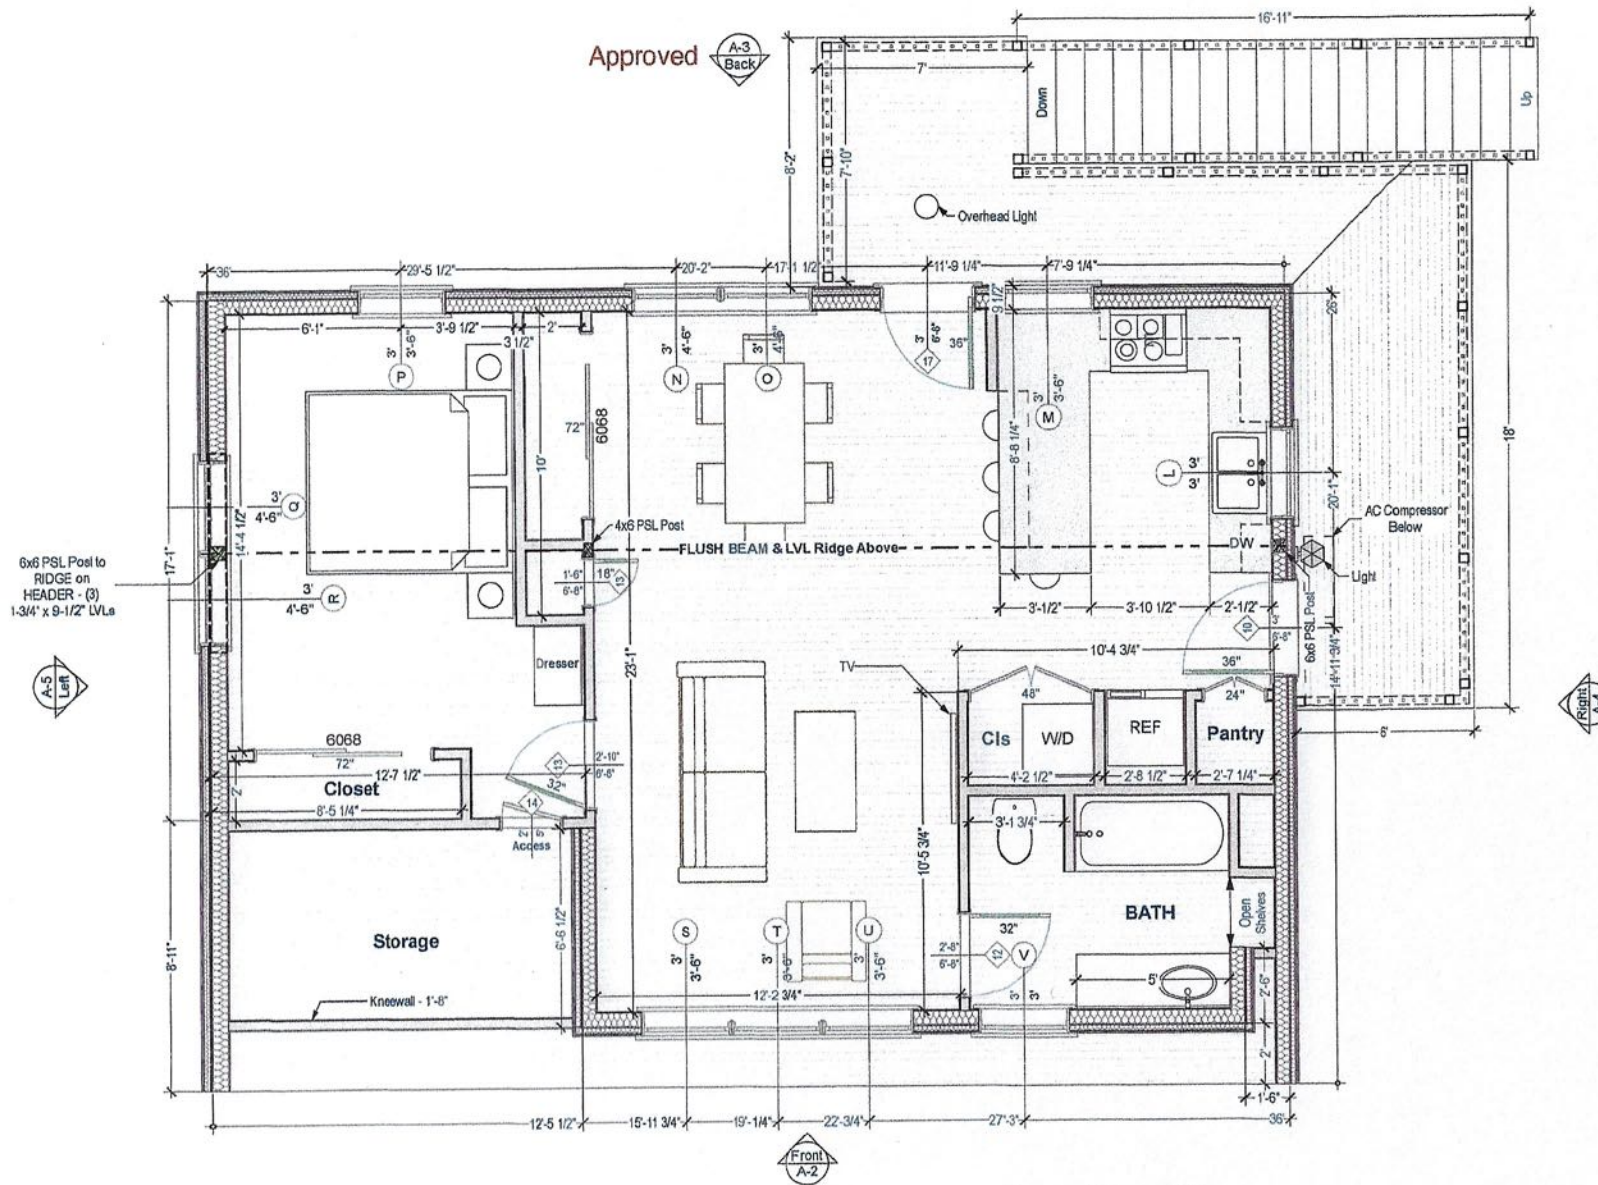 16'-11"
Approved
A-3
Back
7'
Down
Up
8'-2"
7'-10"
Overhead Light
36'
29'-5 1/2"
20'-2"
17'-1 1/2"
11'-9 1/4"
7'-9 1/4"
6'-1"
3'-9 1/2"
2'
3 1/2"
9 1/2"
26'
3'
3'-6"
P
3'
4'-6"
N
O
4'-6"
3'
6'-8"
17
36"
3'
3'-6"
M
72"
6068
10'
8'-8 1/4"
18'
L
3'
3'
20'-1"
Q
3'
4'-6"
14'-4 1/2"
17'-1"
4x6 PSL Post
FLUSH BEAM & LVL Ridge Above
DW
AC Compressor
Below
Light
6x6 PSL Post to
RIDGE on
HEADER - (3)
1-3/4" x 9-1/2" LVLs
3'
4'-6"
R
1'-6"
6'-8"
18"
13
3'-1/2"
3'-10 1/2"
2'-1/2"
10
3'
6'-8"
6x6 PSL Post
14'-11 3/4"
10'-4 3/4"
36"
Dresser
23'-1"
TV
48"
24"
A-5
Left
Right
A-4
Cls
W/D
REF
Pantry
6'
6068
72"
12'-7 1/2"
Closet
2'
8'-5 1/4"
13
2'-10"
6'-8"
32"
14
2'
5'
Access
4'-2 1/2"
2'-8 1/2"
2'-7 1/4"
3'-1 3/4"
10'-5 3/4"
8'-11"
Storage
6'-6 1/2"
BATH
Open
Shelves
S
T
U
3'
3'-6"
3'
3'-6"
3'
3'-6"
2'-8"
6'-8"
12
32"
V
3'
3'
5'
2'-6"
Kneewall - 1'-8"
12'-2 3/4"
2'
1'-6"
12'-5 1/2"
15'-11 3/4"
19'-1/4"
22'-3/4"
27'-3"
36'
Front
A-2